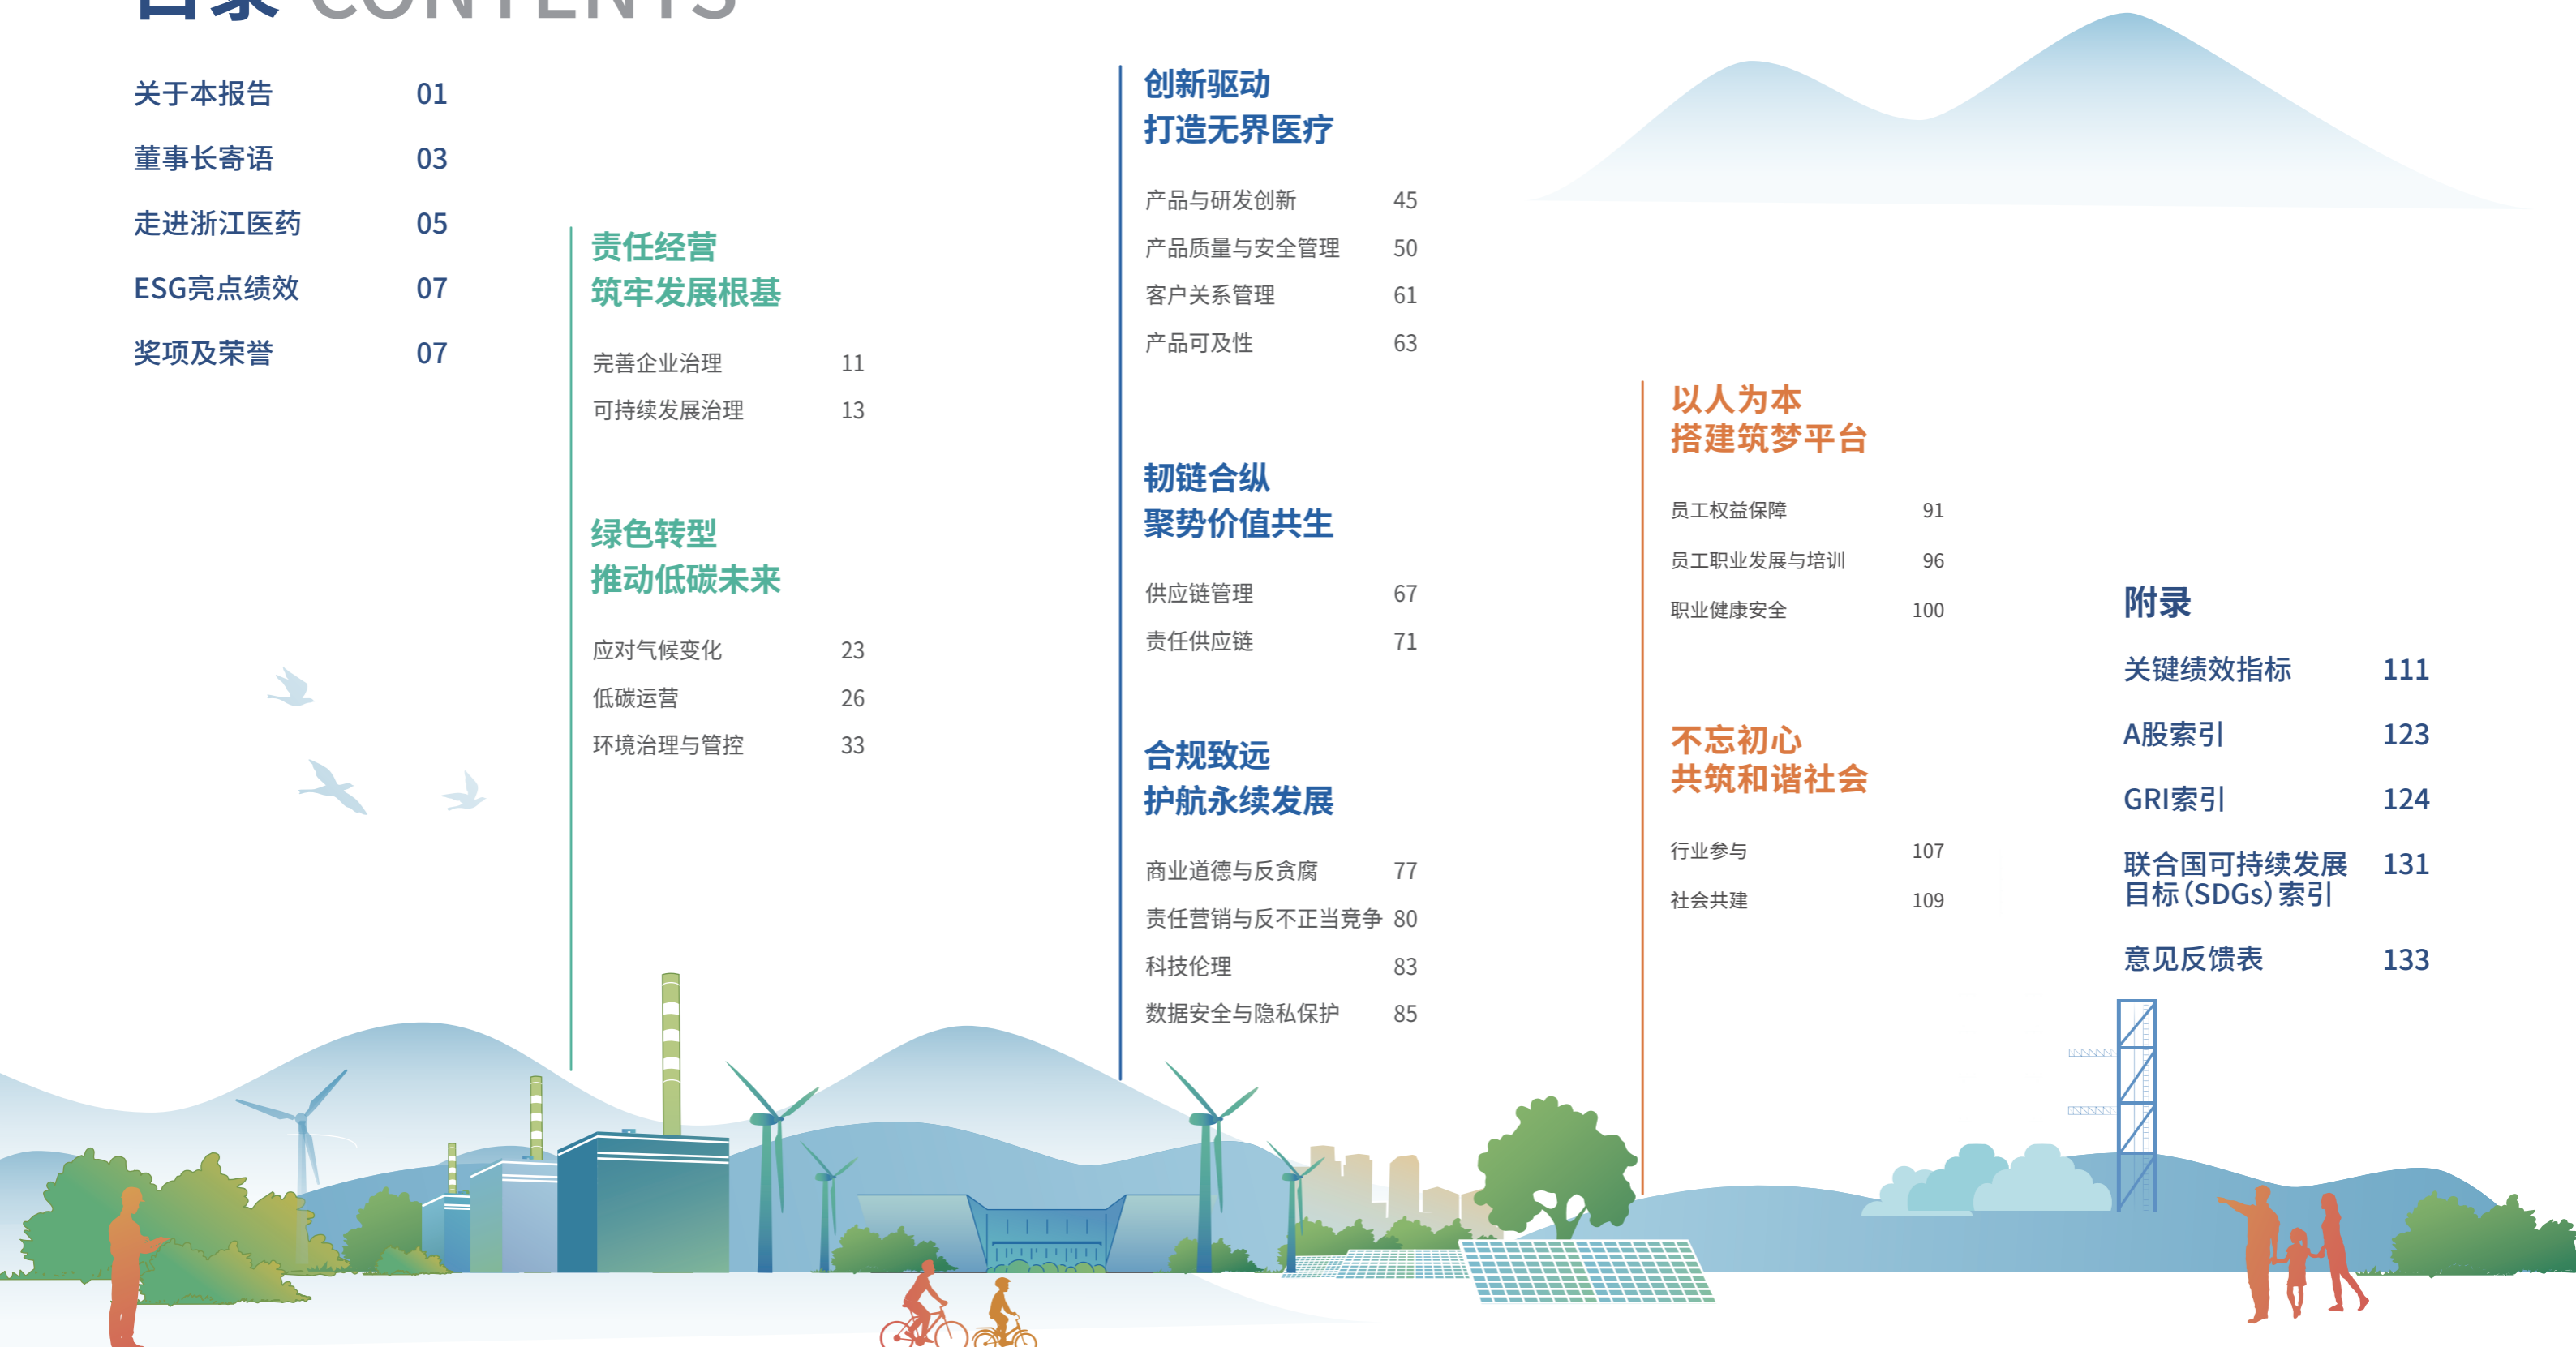 目录 CONTENTS
关于本报告 01
董事长寄语 03
走进浙江医药 05
ESG亮点绩效 07
奖项及荣誉 07
责任经营
筑牢发展根基
完善企业治理 11
可持续发展治理 13
绿色转型
推动低碳未来
应对气候变化 23
低碳运营 26
环境治理与管控 33
创新驱动
打造无界医疗
产品与研发创新 45
产品质量与安全管理 50
客户关系管理 61
产品可及性 63
韧链合纵
聚势价值共生
供应链管理 67
责任供应链 71
合规致远
护航永续发展
商业道德与反贪腐 77
责任营销与反不正当竞争 80
科技伦理 83
数据安全与隐私保护 85
以人为本
搭建筑梦平台
员工权益保障 91
员工职业发展与培训 96
职业健康安全 100
不忘初心
共筑和谐社会
行业参与 107
社会共建 109
附录
关键绩效指标 111
A股索引 123
GRI索引 124
联合国可持续发展 131
目标(SDGs)索引
意见反馈表 133